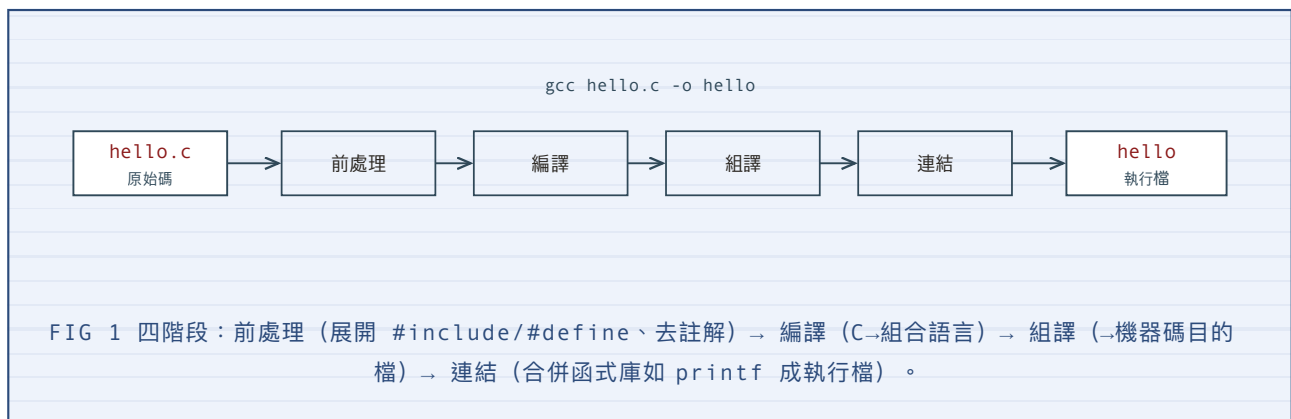 gcc hello.c -o hello
hello.c
原始碼
前處理
編譯
組譯
連結
hello
執行檔
FIG 1 四階段：前處理（展開 #include/#define、去註解）→ 編譯（C→組合語言）→ 組譯（→機器碼目的
檔）→ 連結（合併函式庫如 printf 成執行檔）。